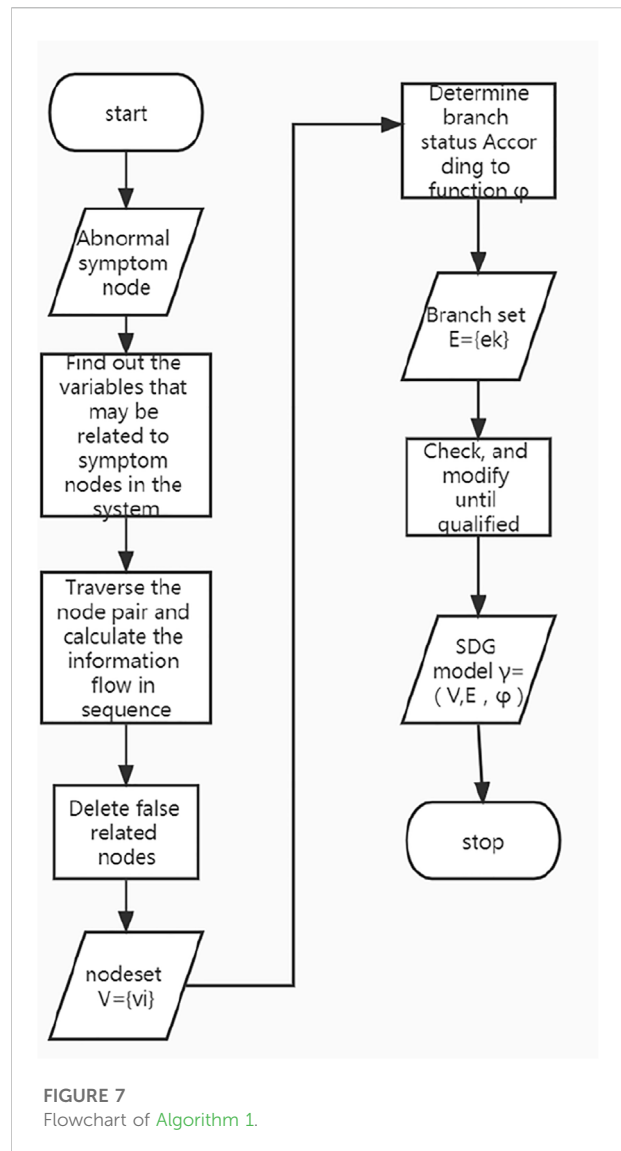 start
Abnormal
symptom
node
Find out the
variables that
may be
related to
symptom
nodes in the
system
Traverse the
node pair and
calculate the
information
flow in
sequence
Delete false
related
nodes
nodeset
V={vi}
Determine
branch
status Accor
ding to
function φ
Branch set
E={ek}
Check, and
modify
until
qualified
SDG
model γ=
( V,E , φ )
stop
FIGURE 7
Flowchart of Algorithm 1.